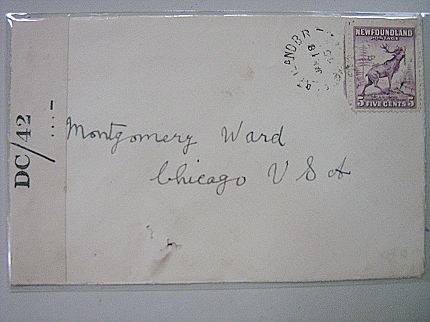 NEWFOUNDLAND
POSTAGE
5 FIVE CENTS 5
DC/42
Montgomery Ward
Chicago U S A